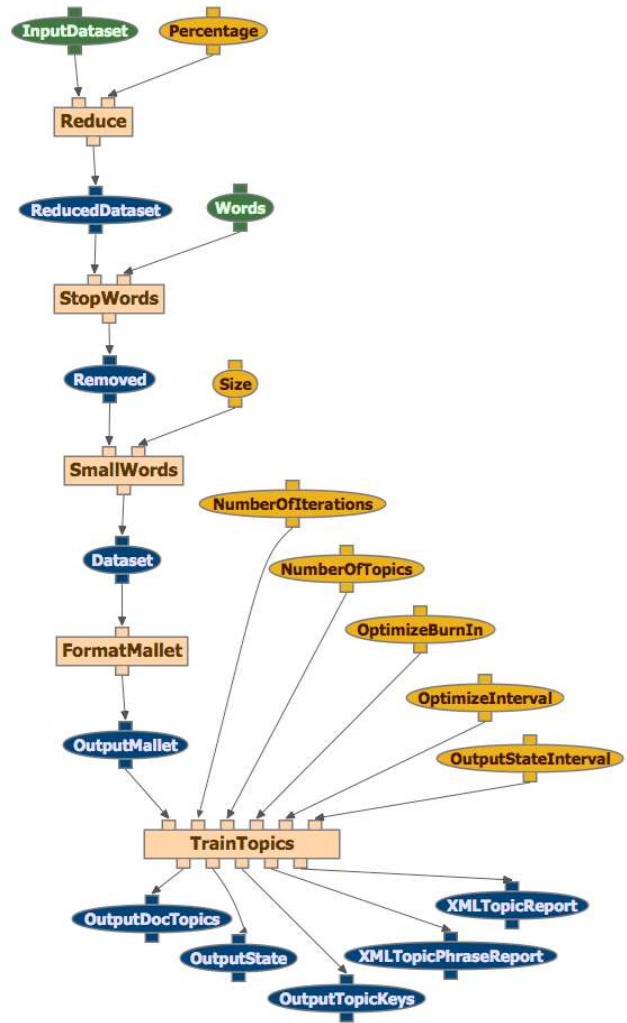 InputDataset
Percentage
Reduce
ReducedDataset
Words
StopWords
Removed
Size
SmallWords
NumberOfIterations
Dataset
NumberOfTopics
OptimizeBurnIn
FormatMallet
OptimizeInterval
OutputMallet
OutputStateInterval
TrainTopics
XMLTopicReport
OutputDocTopics
OutputState
XMLTopicPhraseReport
OutputTopicKeys